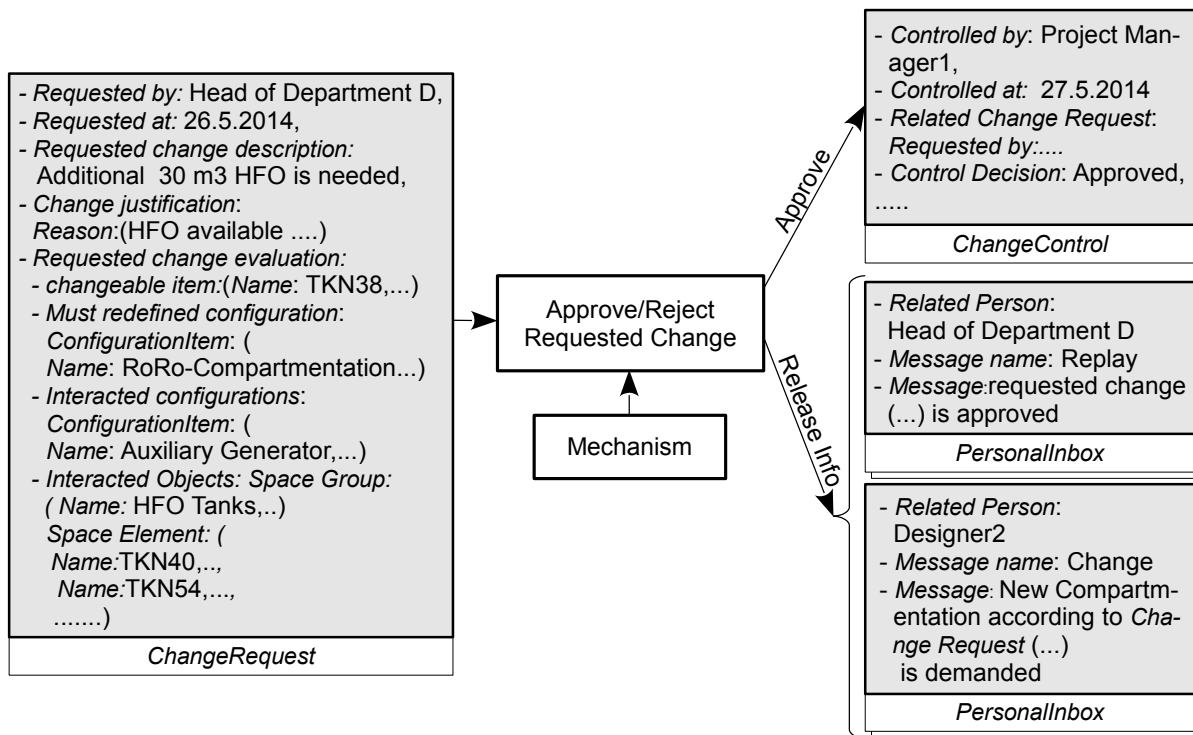 - Requested by: Head of Department D,
- Requested at: 26.5.2014,
- Requested change description:
Additional 30 m3 HFO is needed,
- Change justification:
Reason:(HFO available ....)
- Requested change evaluation:
- changeable item:(Name: TKN38,...)
- Must redefined configuration:
ConfigurationItem: (
Name: RoRo-Compartmentation...)
- Interacted configurations:
ConfigurationItem: (
Name: Auxiliary Generator,...)
- Interacted Objects: Space Group:
( Name: HFO Tanks,..)
Space Element: (
Name:TKN40,..,
Name:TKN54,...,
.......)
ChangeRequest
Approve/Reject
Requested Change
Mechanism
Approve
Release Info
- Controlled by: Project Man-
ager1,
- Controlled at: 27.5.2014
- Related Change Request:
Requested by:....
- Control Decision: Approved,
.....
ChangeControl
- Related Person:
Head of Department D
- Message name: Replay
- Message:requested change
(...) is approved
PersonalInbox
- Related Person:
Designer2
- Message name: Change
- Message: New Compartm-
entation according to Cha-
nge Request (...)
is demanded
PersonalInbox